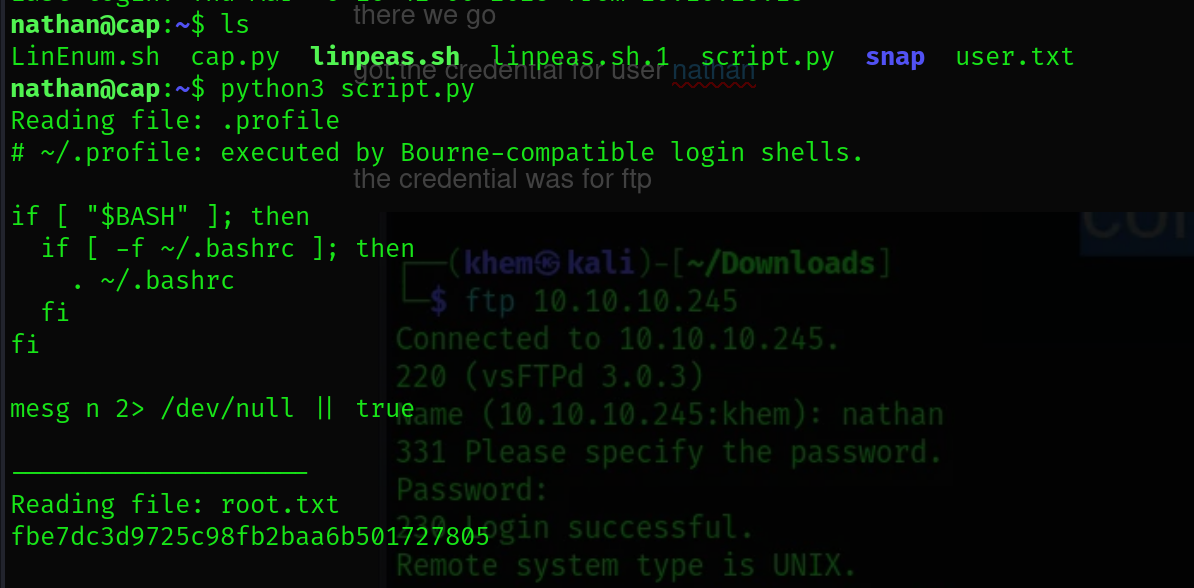 there we go
nathan@cap:~$ ls
LinEnum.sh cap.py linpeas.sh linpeas.sh.1 script.py snap user.txt
got the credential for user nathan
nathan@cap:~$ python3 script.py
Reading file: .profile
# ~/.profile: executed by Bourne-compatible login shells.
the credential was for ftp
if [ "$BASH" ]; then
if [ -f ~/.bashrc ]; then
. ~/.bashrc
fi
fi
mesg n 2> /dev/null || true
____________________
Reading file: root.txt
fbe7dc3d9725c98fb2baa6b501727805
┌──(khem㉿kali)-[~/Downloads]
└─$ ftp 10.10.10.245
Connected to 10.10.10.245.
220 (vsFTPd 3.0.3)
Name (10.10.10.245:khem): nathan
331 Please specify the password.
Password:
230 Login successful.
Remote system type is UNIX.